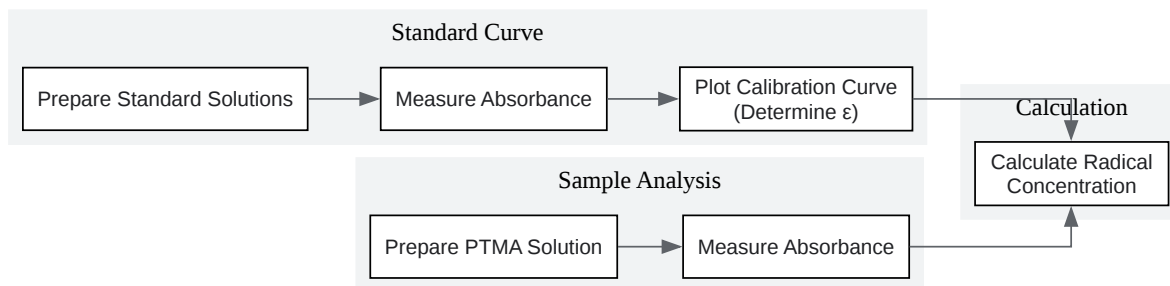 Standard Curve
Prepare Standard Solutions
Measure Absorbance
Plot Calibration Curve
(Determine ε)
Calculation
Calculate Radical
Concentration
Sample Analysis
Prepare PTMA Solution
Measure Absorbance